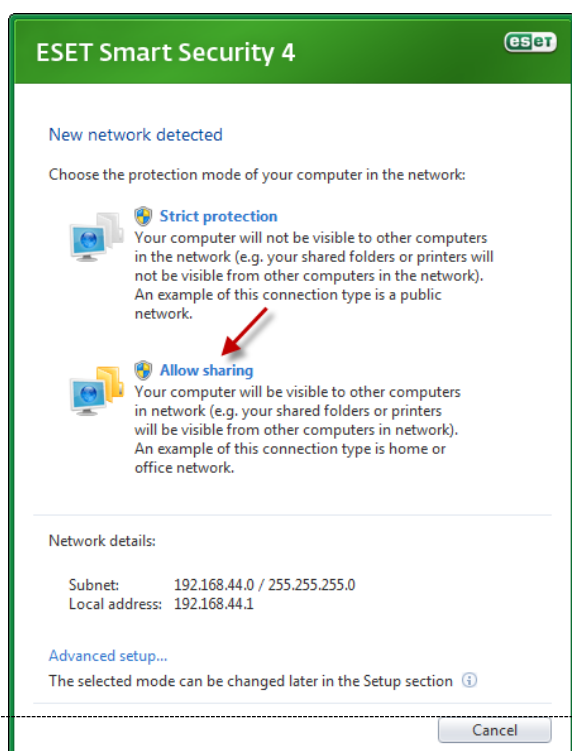 ESET Smart Security 4
eseT
New network detected
Choose the protection mode of your computer in the network:
Strict protection
Your computer will not be visible to other computers
in the network (e.g. your shared folders or printers will
not be visible from other computers in the network).
An example of this connection type is a public
network.
Allow sharing
Your computer will be visible to other computers
in network (e.g. your shared folders or printers
will be visible from other computers in network).
An example of this connection type is home or
office network.
Network details:
Subnet: 192.168.44.0 / 255.255.255.0
Local address: 192.168.44.1
Advanced setup...
The selected mode can be changed later in the Setup section
Cancel